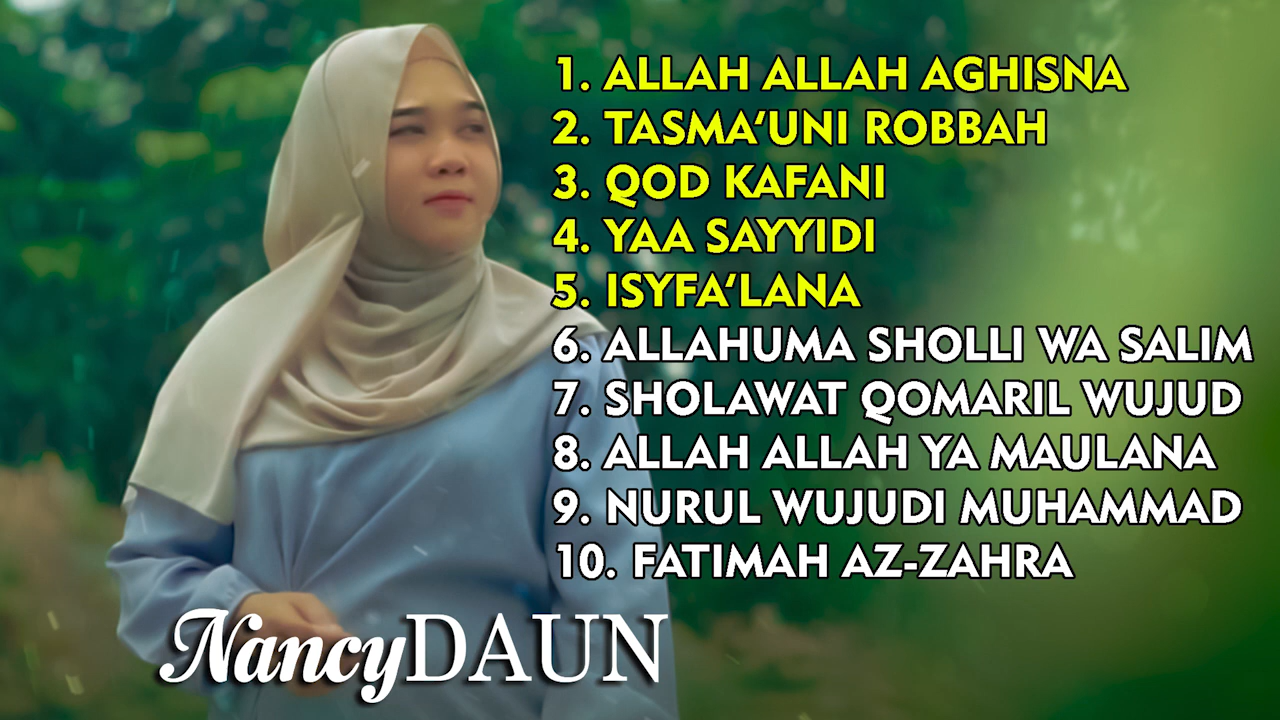 1. ALLAH ALLAH AGHISNA
2. TASMA‘UNI ROBBAH
3. QOD KAFANI
4. YAA SAYYIDI
5. ISYFA‘LANA
6. ALLAHUMA SHOLLI WA SALIM
7. SHOLAWAT QOMARIL WUJUD
8. ALLAH ALLAH YA MAULANA
9. NURUL WUJUDI MUHAMMAD
10. FATIMAH AZ-ZAHRA
NancyDAUN